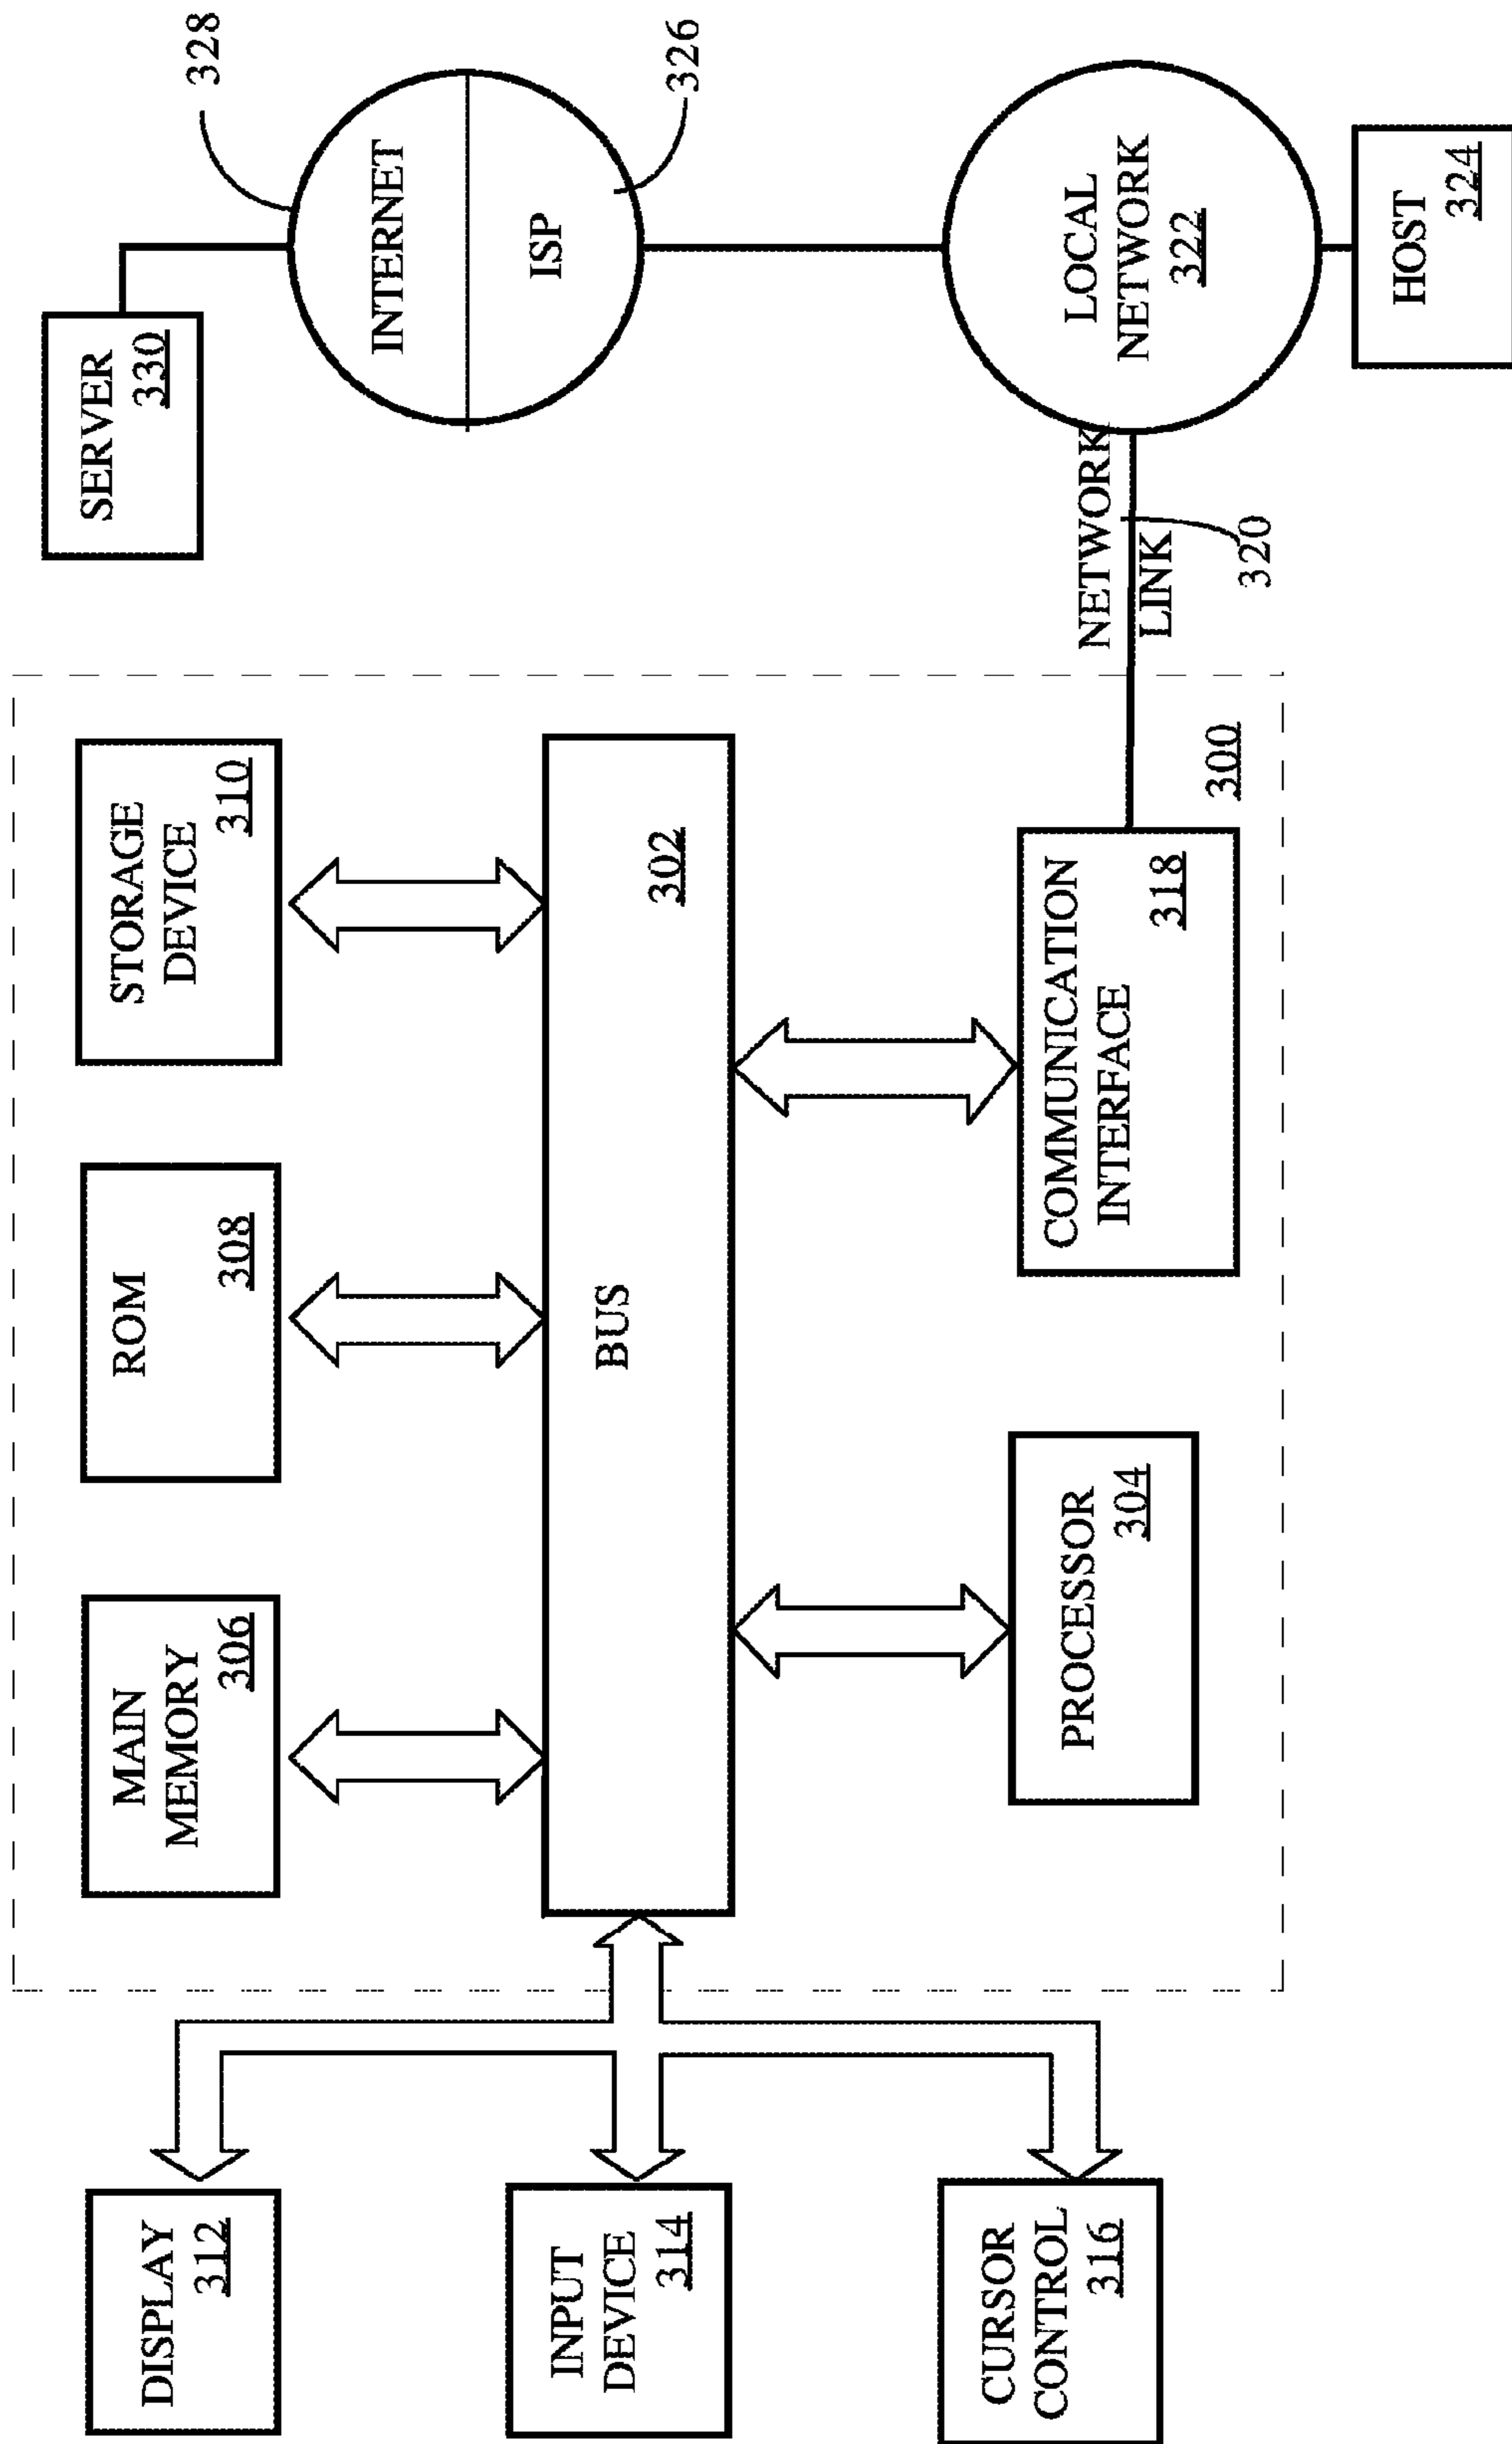 DISPLAY
312
INPUT
DEVICE
314
CURSOR
CONTROL
316
MAIN
MEMORY
306
ROM
308
STORAGE
DEVICE
310
BUS
302
PROCESSOR
304
COMMUNICATION
INTERFACE
318
300
SERVER
330
328
INTERNET
ISP
326
NETWORK
LINK
320
LOCAL
NETWORK
322
HOST
324